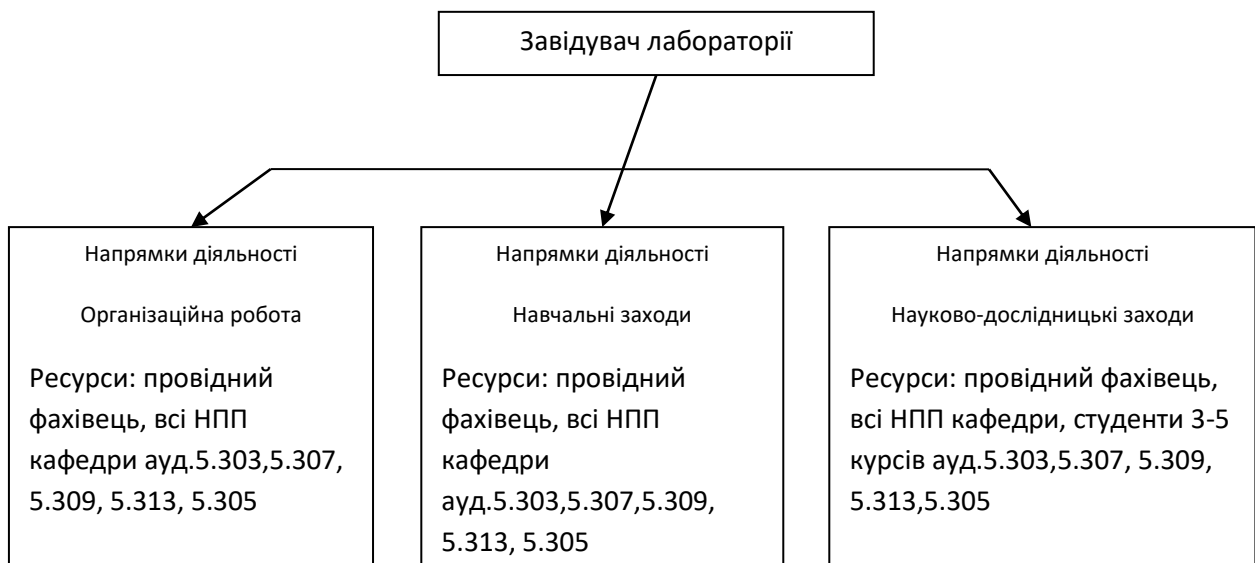 Завідувач лабораторії
Напрямки діяльності
Організаційна робота
Ресурси: провідний
фахівець, всі НПП
кафедри ауд.5.303,5.307,
5.309, 5.313, 5.305
Напрямки діяльності
Навчальні заходи
Ресурси: провідний
фахівець, всі НПП
кафедри
ауд.5.303,5.307,5.309,
5.313, 5.305
Напрямки діяльності
Науково-дослідницькі заходи
Ресурси: провідний фахівець,
всі НПП кафедри, студенти 3-5
курсів ауд.5.303,5.307, 5.309,
5.313,5.305